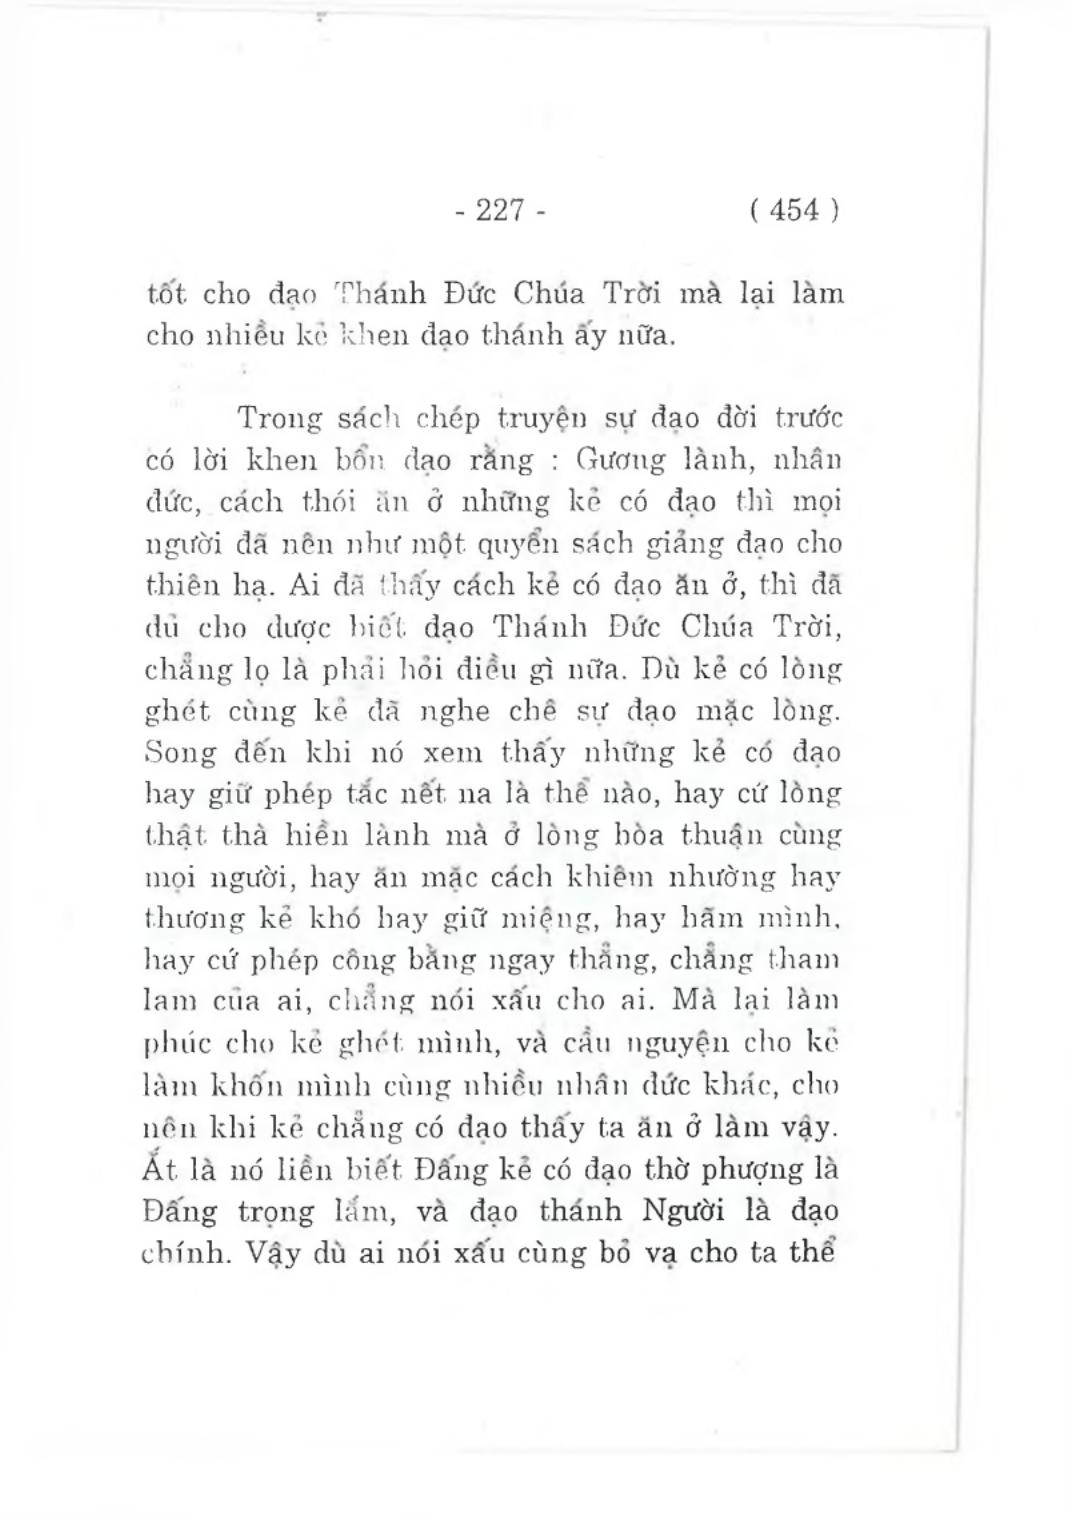 - 227 - ( 454 )
tốt cho đạo Thánh Đức Chúa Trời mà lại làm
cho nhiều kẻ khen đạo thánh ấy nữa.
Trong sách chép truyện sự đạo đời trước
có lời khen bổn đạo rằng : Gương lành, nhân
đức, cách thói ăn ở những kẻ có đạo thì mọi
người đã nên như một quyển sách giảng đạo cho
thiên hạ. Ai đã thấy cách kẻ có đạo ăn ở, thì đã
đủ cho được biết đạo Thánh Đức Chúa Trời,
chẳng lọ là phải hỏi điều gì nữa. Dù kẻ có lòng
ghét cùng kẻ đã nghe chê sự đạo mặc lòng.
Song đến khi nó xem thấy những kẻ có đạo
hay giữ phép tắc nết na là thể nào, hay cứ lòng
thật thà hiền lành mà ở lòng hòa thuận cùng
mọi người, hay ăn mặc cách khiêm nhường hay
thương kẻ khó hay giữ miệng, hay hãm mình,
hay cứ phép công bằng ngay thẳng, chẳng tham
lam của ai, chẳng nói xấu cho ai. Mà lại làm
phúc cho kẻ ghét mình, và cầu nguyện cho kẻ
làm khốn mình cùng nhiều nhân đức khác, cho
nên khi kẻ chẳng có đạo thấy ta ăn ở làm vậy.
Ắt là nó liền biết Đấng kẻ có đạo thờ phượng là
Đấng trọng lắm, và đạo thánh Người là đạo
chính. Vậy dù ai nói xấu cùng bỏ vạ cho ta thể